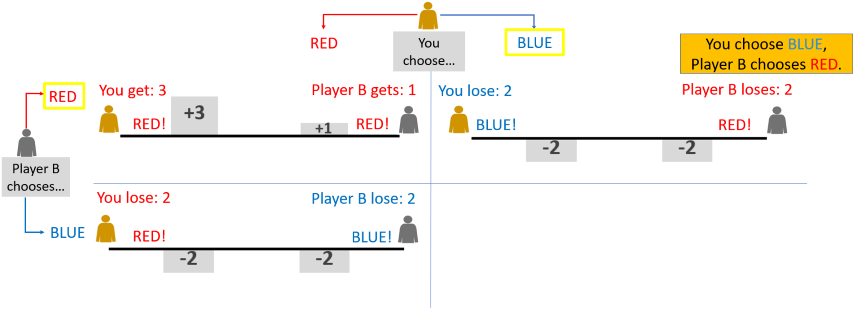 RED
You
choose...
BLUE
You choose BLUE,
Player B chooses RED.
RED
You get: 3
+3
Player B gets: 1
RED!
+1
RED!
You lose: 2
Player B loses: 2
BLUE!
RED!
-2
-2
Player B
chooses...
BLUE
You lose: 2
Player B lose: 2
RED!
BLUE!
-2
-2